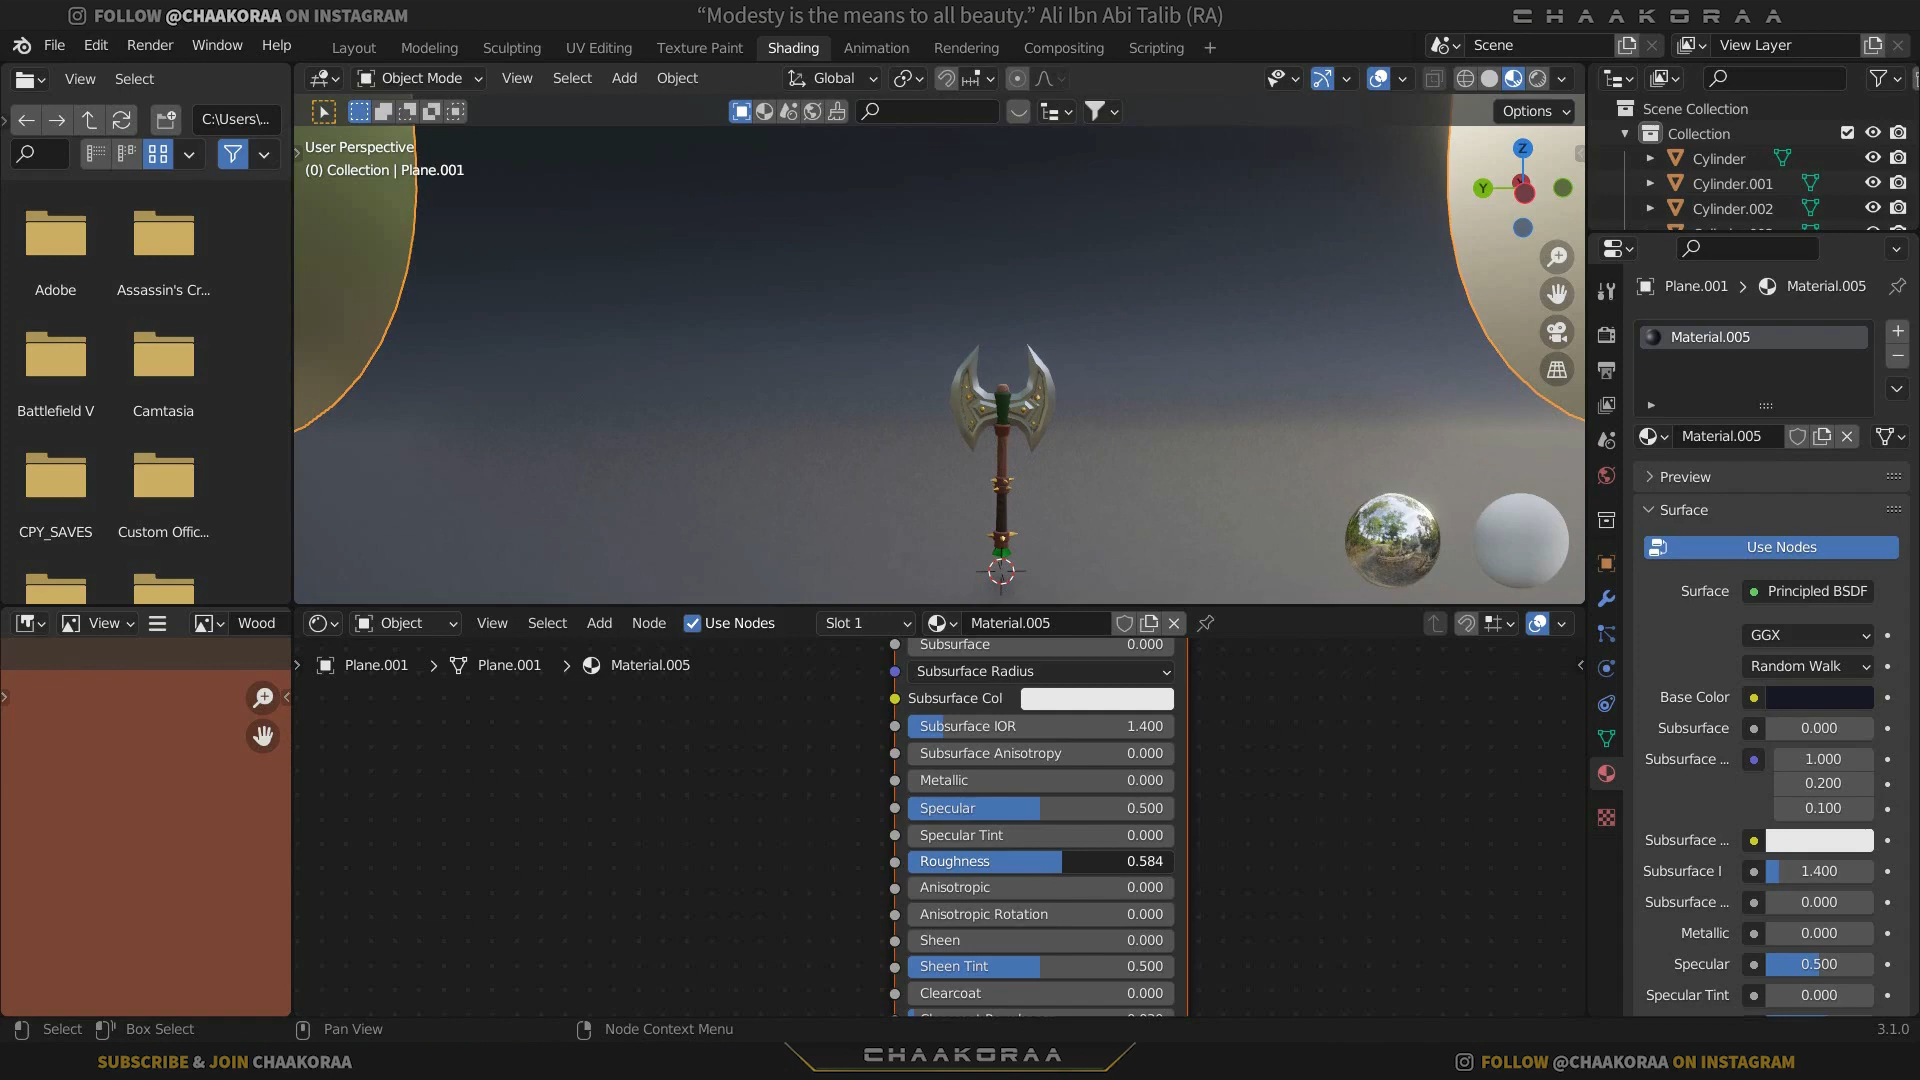 FOLLOW @CHAAKORAA ON INSTAGRAM
“Modesty is the means to all beauty.” Ali Ibn Abi Talib (RA)
CHAAKORAA
File Edit Render Window Help
Layout Modeling Sculpting UV Editing Texture Paint Shading Animation Rendering Compositing Scripting +
Scene
View Layer
View Select
Object Mode View Select Add Object
Global
C:\Users\...
Options
User Perspective
(0) Collection | Plane.001
Z
Y
Scene Collection
Collection
Cylinder
Cylinder.001
Cylinder.002
Adobe
Assassin's Cr...
Battlefield V
Camtasia
CPY_SAVES
Custom Offic...
Plane.001 > Material.005
Material.005
Material.005
Preview
Surface
Use Nodes
Surface Principled BSDF
GGX
Random Walk
Base Color
Subsurface 0.000
Subsurface ... 1.000
0.200
0.100
Subsurface ...
Subsurface I 1.400
Subsurface ... 0.000
Metallic 0.000
Specular 0.500
Specular Tint 0.000
View
Wood
Object View Select Add Node Use Nodes Slot 1 Material.005
Plane.001 > Plane.001 > Material.005
Subsurface 0.000
Subsurface Radius
Subsurface Col
Subsurface IOR 1.400
Subsurface Anisotropy 0.000
Metallic 0.000
Specular 0.500
Specular Tint 0.000
Roughness 0.584
Anisotropic 0.000
Anisotropic Rotation 0.000
Sheen 0.000
Sheen Tint 0.500
Clearcoat 0.000
Select Box Select Pan View Node Context Menu
3.1.0
SUBSCRIBE & JOIN CHAAKORAA
CHAAKORAA
FOLLOW @CHAAKORAA ON INSTAGRAM